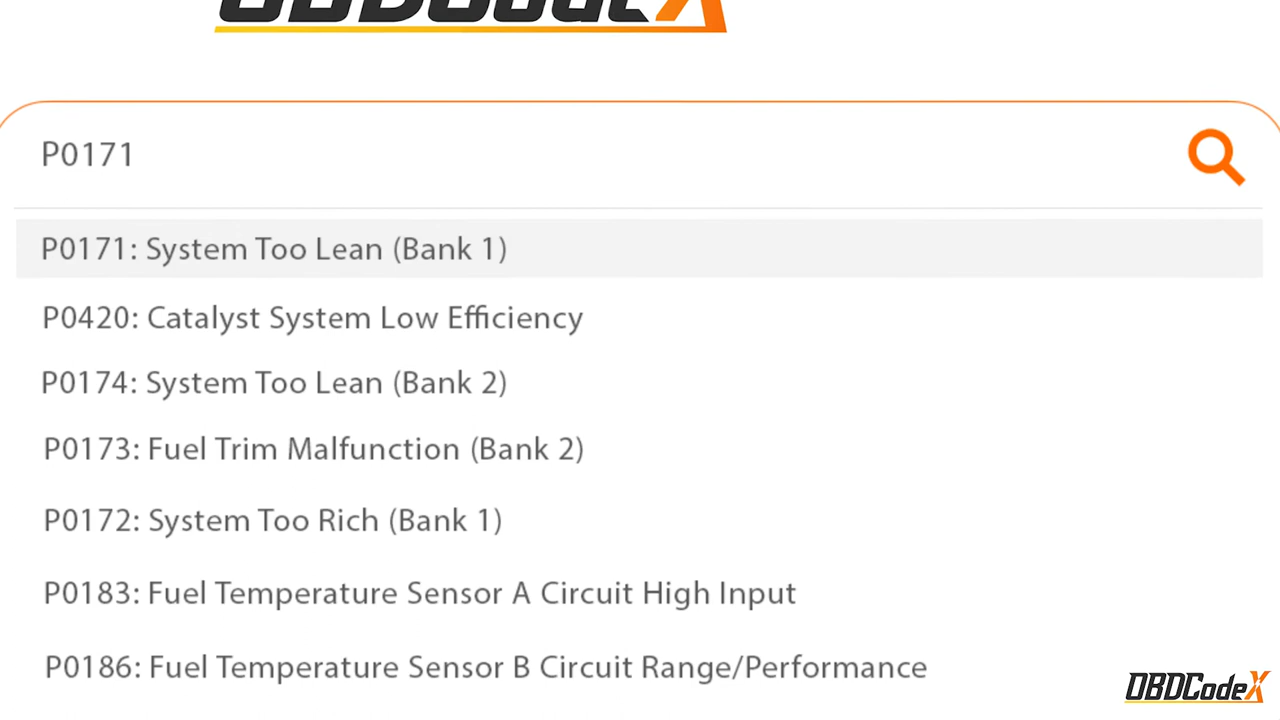 OBDCodeX
P0171
P0171: System Too Lean (Bank 1)
P0420: Catalyst System Low Efficiency
P0174: System Too Lean (Bank 2)
P0173: Fuel Trim Malfunction (Bank 2)
P0172: System Too Rich (Bank 1)
P0183: Fuel Temperature Sensor A Circuit High Input
P0186: Fuel Temperature Sensor B Circuit Range/Performance
OBDCodeX